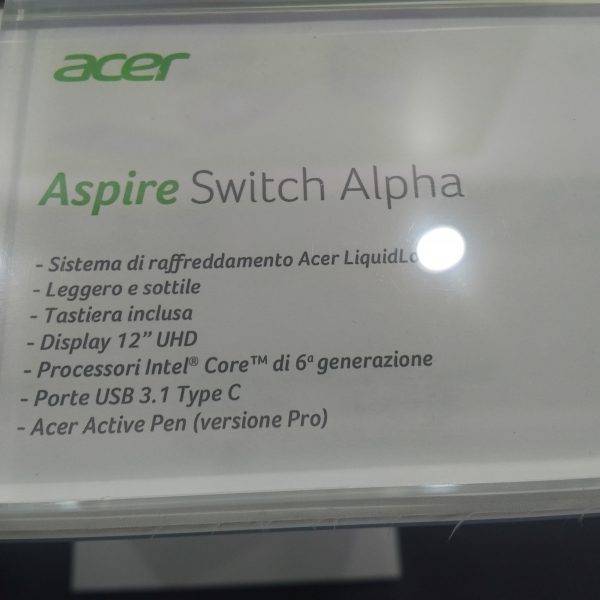 acer
Aspire Switch Alpha
- Sistema di raffreddamento Acer
- Leggero e sottile
- Tastiera inclusa
- Display 12” UHD
- Processori Intel® Core™ di 6ª generazione
- Porte USB 3.1 Type C
- Acer Active Pen (versione Pro)